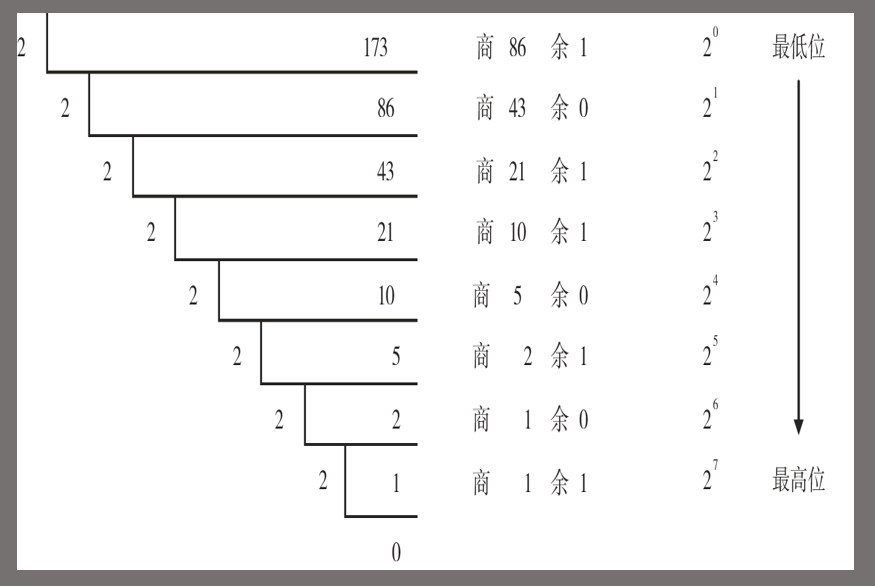 2 173 商 86 余 1 2⁰ 最低位
2 86 商 43 余 0 2¹
2 43 商 21 余 1 2²
2 21 商 10 余 1 2³
2 10 商 5 余 0 2⁴
2 5 商 2 余 1 2⁵
2 2 商 1 余 0 2⁶
2 1 商 1 余 1 2⁷ 最高位
0